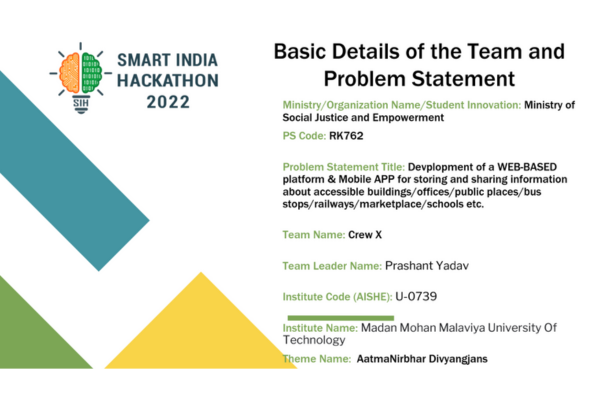 SMART INDIA
HACKATHON
2022
SIH
Basic Details of the Team and
Problem Statement
Ministry/Organization Name/Student Innovation: Ministry of
Social Justice and Empowerment
PS Code: RK762
Problem Statement Title: Devplopment of a WEB-BASED
platform & Mobile APP for storing and sharing information
about accessible buildings/offices/public places/bus
stops/railways/marketplace/schools etc.
Team Name: Crew X
Team Leader Name: Prashant Yadav
Institute Code (AISHE): U-0739
Institute Name: Madan Mohan Malaviya University Of
Technology
Theme Name: AatmaNirbhar Divyangjans